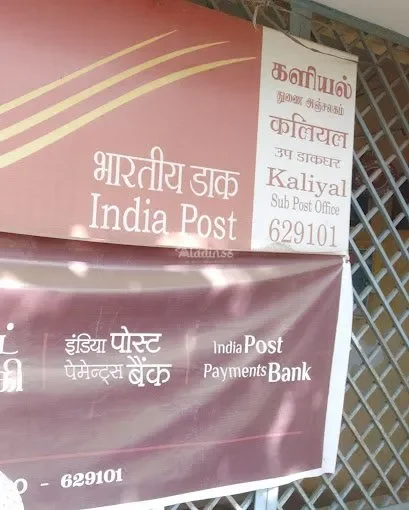 களியல்
துணை அஞ்சலகம்
कलियल
उप डाकघर
Kaliyal
Sub Post Office
629101
भारतीय डाक
India Post
इंडिया पोस्ट
पेमेन्ट्स बैंक
India Post
Payments Bank
- 629101